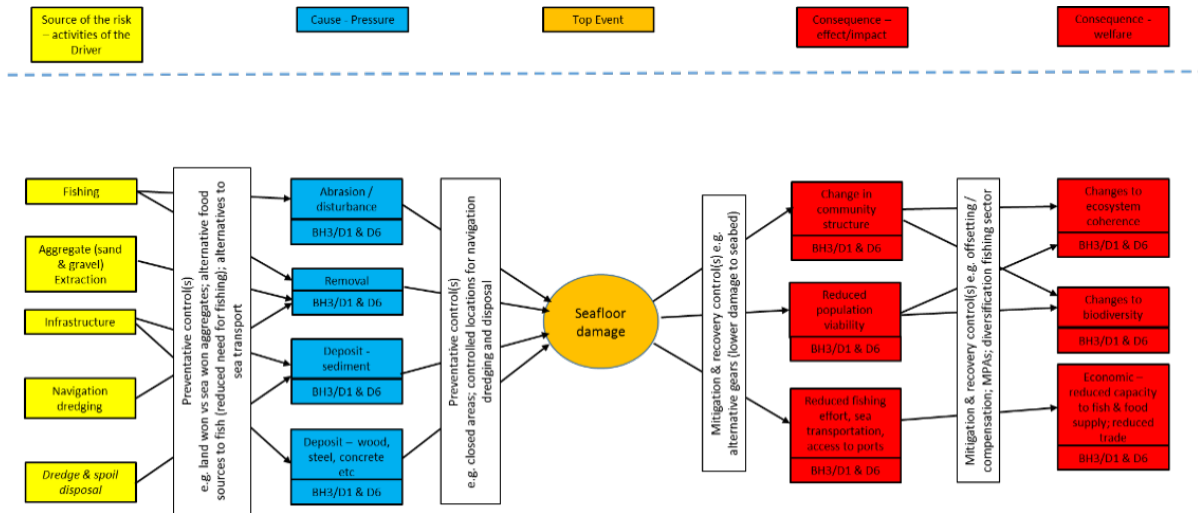 Source of the risk
– activities of the
Driver
Cause - Pressure
Top Event
Consequence –
effect/impact
Consequence -
welfare
Fishing
Aggregate (sand
& gravel)
Extraction
Infrastructure
Navigation
dredging
Dredge & spoil
disposal
Preventative control(s)
e.g. land won vs sea won aggregates; alternative food
sources to fish (reduced need for fishing); alternatives to
sea transport
Abrasion /
disturbance
BH3/D1 & D6
Removal
BH3/D1 & D6
Deposit -
sediment
BH3/D1 & D6
Deposit – wood,
steel, concrete
etc
BH3/D1 & D6
Preventative control(s)
e.g. closed areas; controlled locations for navigation
dredging and disposal
Seafloor
damage
Mitigation & recovery control(s) e.g.
alternative gears (lower damage to seabed)
Change in
community
structure
BH3/D1 & D6
Reduced
population
viability
BH3/D1 & D6
Reduced fishing
effort, sea
transportation,
access to ports
BH3/D1 & D6
Mitigation & recovery control(s) e.g. offsetting /
compensation; MPAs; diversification fishing sector
Changes to
ecosystem
coherence
BH3/D1 & D6
Changes to
biodiversity
BH3/D1 & D6
Economic –
reduced capacity
to fish & food
supply; reduced
trade
BH3/D1 & D6